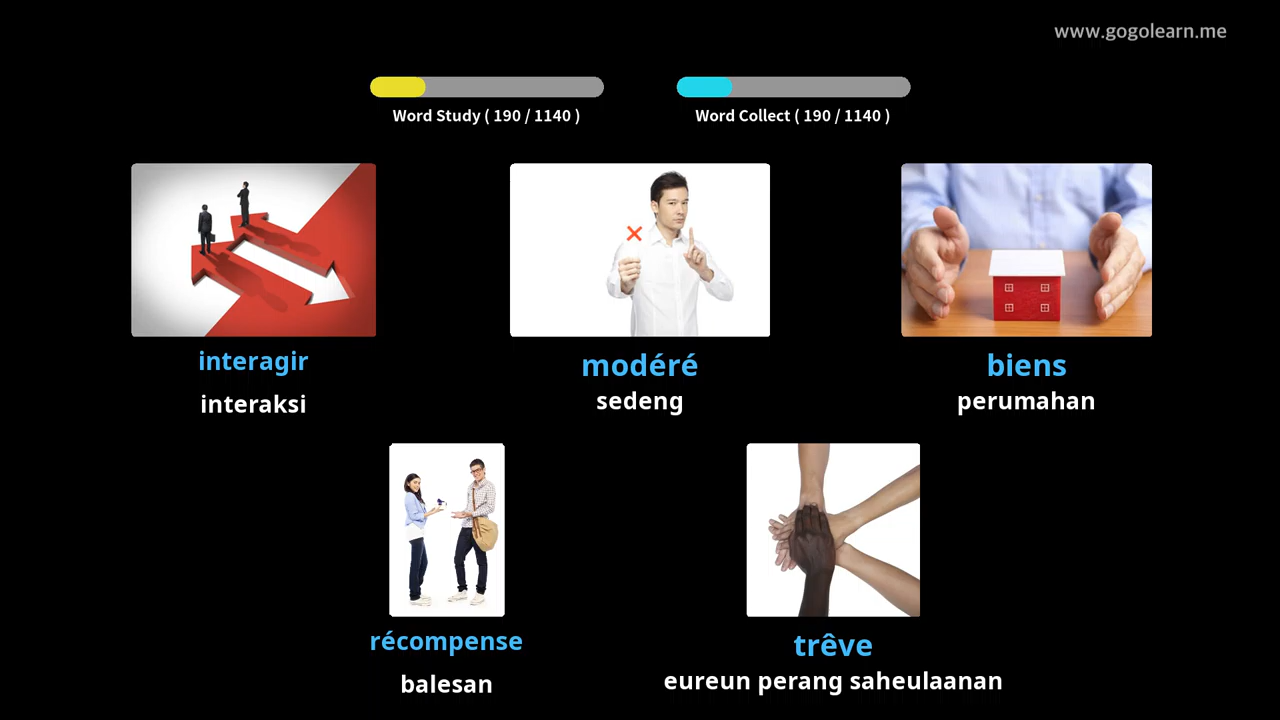 www.gogolearn.me
Word Study ( 190 / 1140 )
Word Collect ( 190 / 1140 )
interagir
interaksi
modéré
sedeng
biens
perumahan
récompense
balesan
trêve
eureun perang saheulaanan